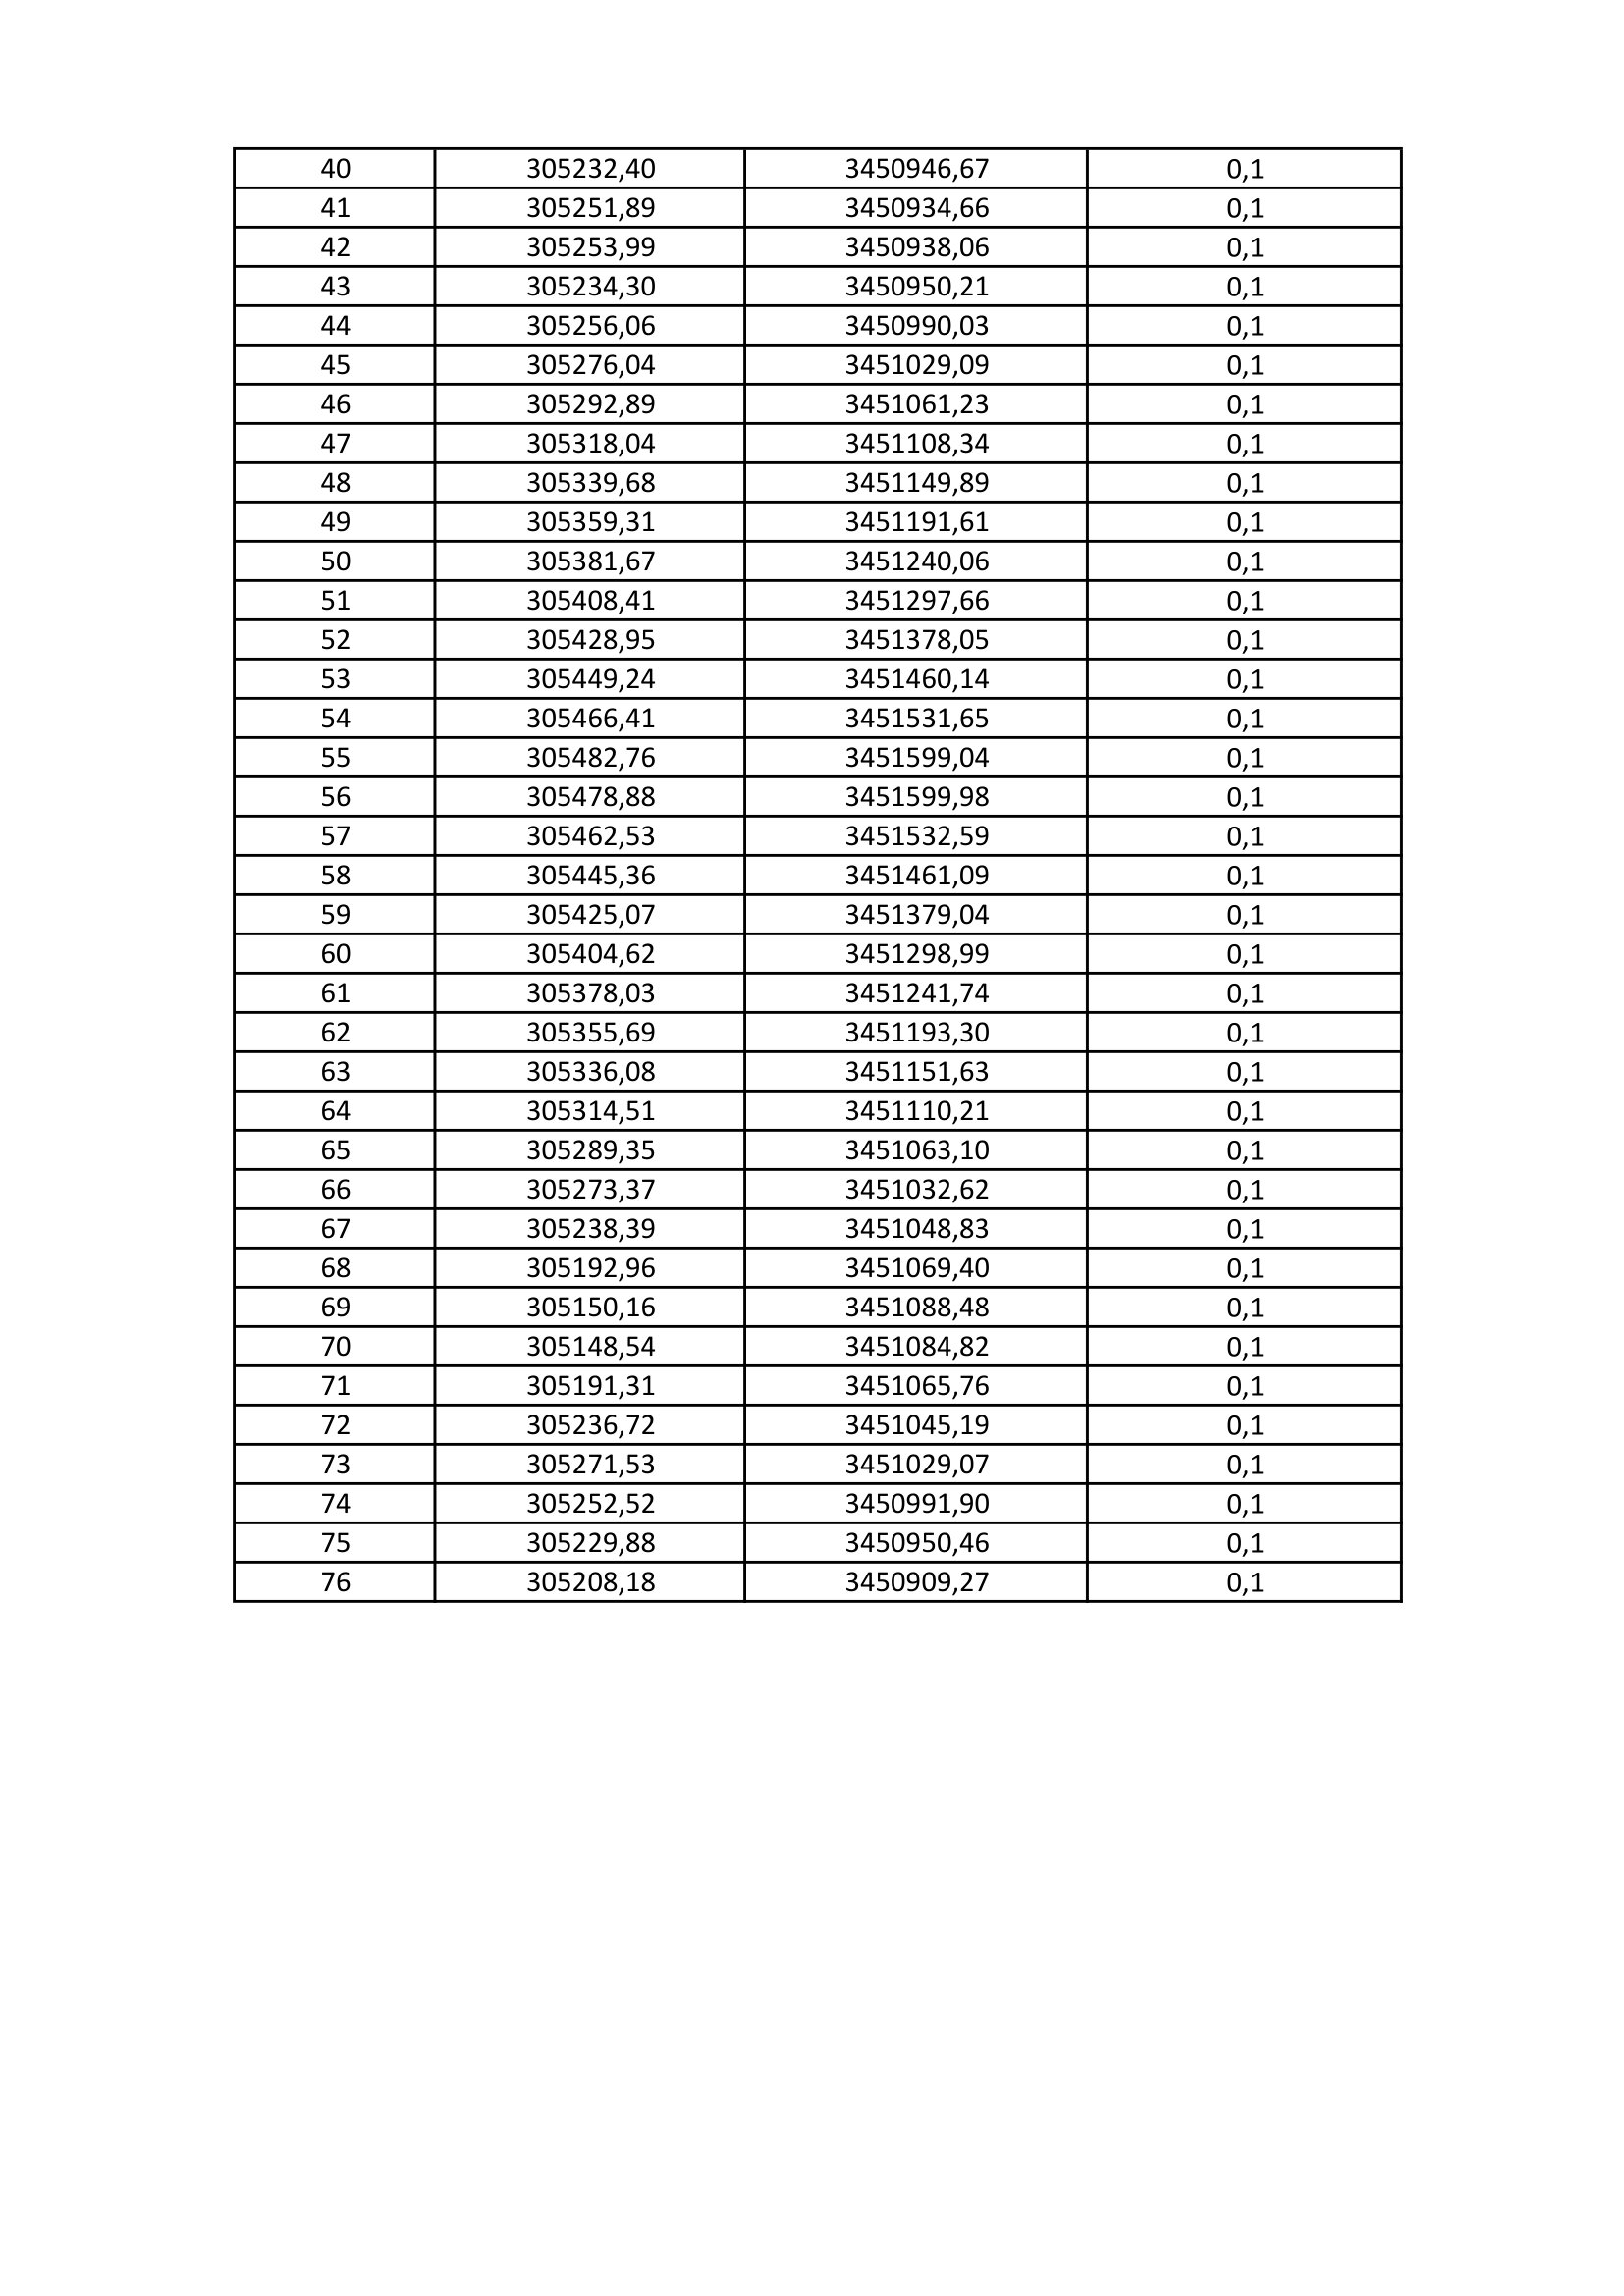 40 305232,40 3450946,67 0,1
41 305251,89 3450934,66 0,1
42 305253,99 3450938,06 0,1
43 305234,30 3450950,21 0,1
44 305256,06 3450990,03 0,1
45 305276,04 3451029,09 0,1
46 305292,89 3451061,23 0,1
47 305318,04 3451108,34 0,1
48 305339,68 3451149,89 0,1
49 305359,31 3451191,61 0,1
50 305381,67 3451240,06 0,1
51 305408,41 3451297,66 0,1
52 305428,95 3451378,05 0,1
53 305449,24 3451460,14 0,1
54 305466,41 3451531,65 0,1
55 305482,76 3451599,04 0,1
56 305478,88 3451599,98 0,1
57 305462,53 3451532,59 0,1
58 305445,36 3451461,09 0,1
59 305425,07 3451379,04 0,1
60 305404,62 3451298,99 0,1
61 305378,03 3451241,74 0,1
62 305355,69 3451193,30 0,1
63 305336,08 3451151,63 0,1
64 305314,51 3451110,21 0,1
65 305289,35 3451063,10 0,1
66 305273,37 3451032,62 0,1
67 305238,39 3451048,83 0,1
68 305192,96 3451069,40 0,1
69 305150,16 3451088,48 0,1
70 305148,54 3451084,82 0,1
71 305191,31 3451065,76 0,1
72 305236,72 3451045,19 0,1
73 305271,53 3451029,07 0,1
74 305252,52 3450991,90 0,1
75 305229,88 3450950,46 0,1
76 305208,18 3450909,27 0,1